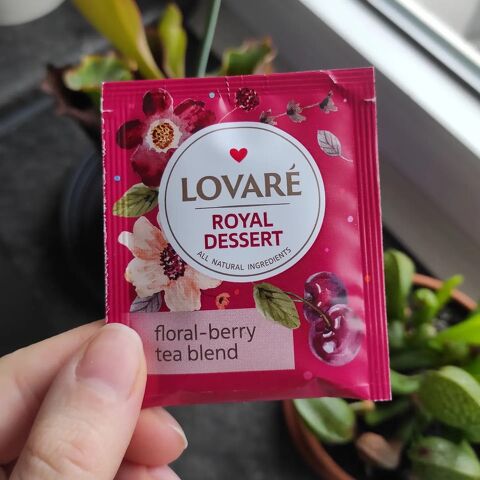 LOVARÉ
ROYAL
DESSERT
ALL NATURAL INGREDIENTS
floral-berry
tea blend